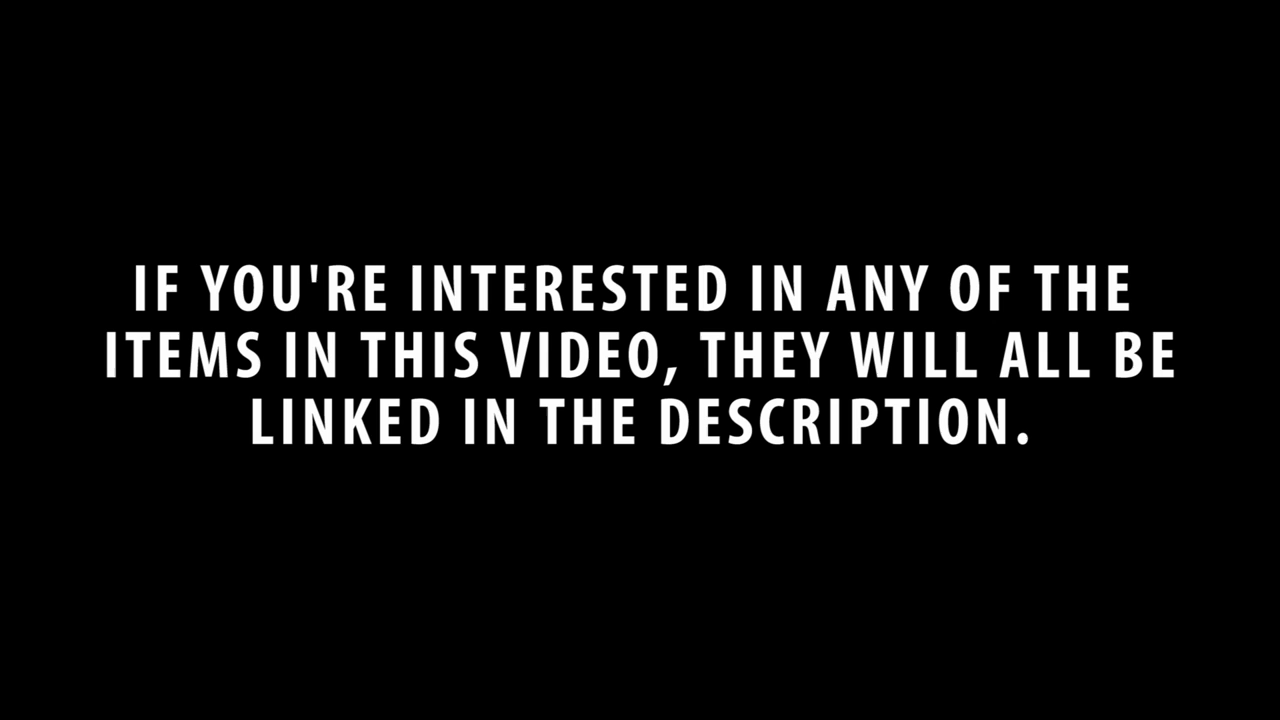 IF YOU'RE INTERESTED IN ANY OF THE
ITEMS IN THIS VIDEO, THEY WILL ALL BE
LINKED IN THE DESCRIPTION.